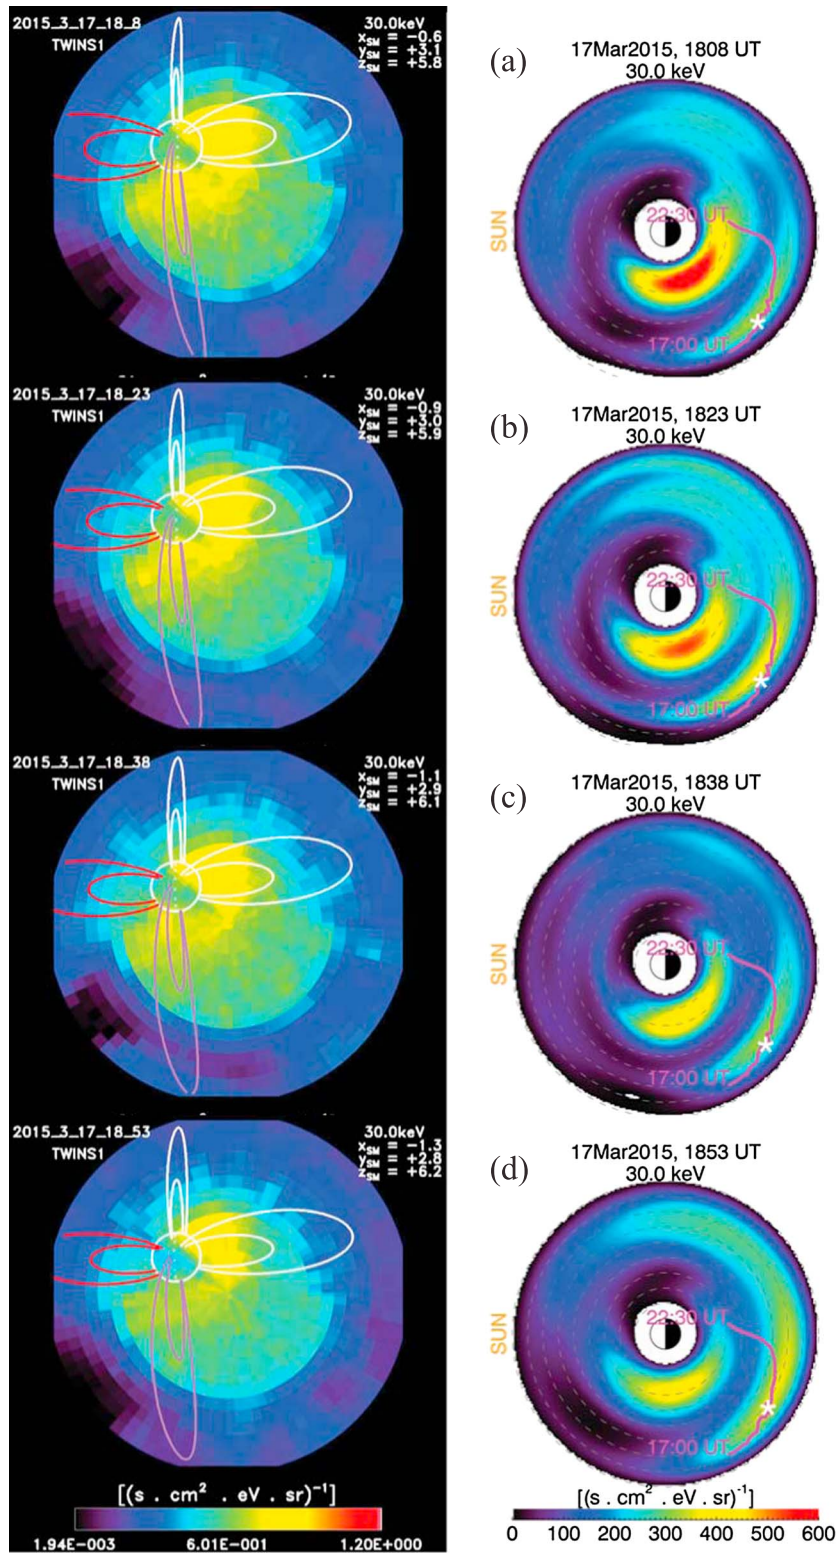 2015_3_17_18_8
TWINS1
30.0keV
xSM = −0.6
ySM = +3.1
zSM = +5.8
(a)
17Mar2015, 1808 UT
30.0 keV
SUN
22:30 UT
17:00 UT
2015_3_17_18_23
TWINS1
30.0keV
xSM = −0.9
ySM = +3.0
zSM = +5.9
(b)
17Mar2015, 1823 UT
30.0 keV
SUN
22:30 UT
17:00 UT
2015_3_17_18_38
TWINS1
30.0keV
xSM = −1.1
ySM = +2.9
zSM = +6.1
(c)
17Mar2015, 1838 UT
30.0 keV
SUN
22:30 UT
17:00 UT
2015_3_17_18_53
TWINS1
30.0keV
xSM = −1.3
ySM = +2.8
zSM = +6.2
(d)
17Mar2015, 1853 UT
30.0 keV
SUN
22:30 UT
17:00 UT
[(s . cm² . eV . sr)⁻¹]
1.94E−003 6.01E−001 1.20E+000
[(s . cm² . eV . sr)⁻¹]
0 100 200 300 400 500 600